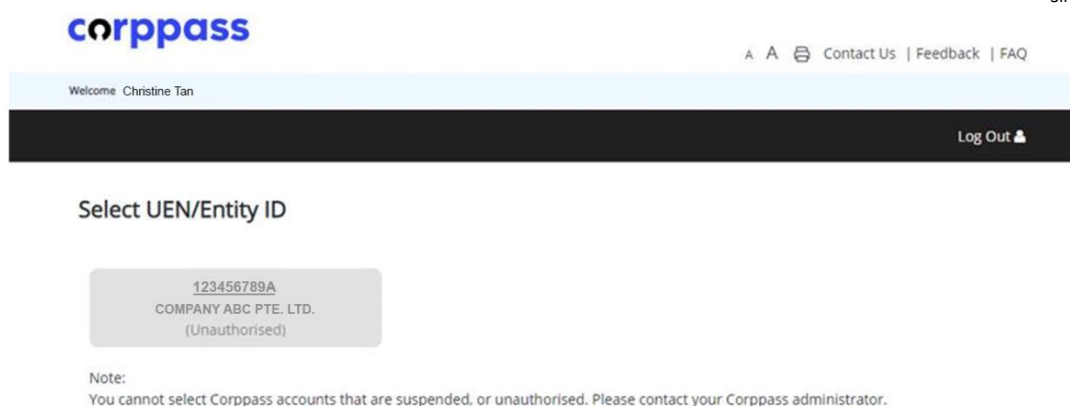 corppass
A A Contact Us | Feedback | FAQ
Welcome Christine Tan
Log Out
Select UEN/Entity ID
123456789A
COMPANY ABC PTE. LTD.
(Unauthorised)
Note:
You cannot select Corppass accounts that are suspended, or unauthorised. Please contact your Corppass administrator.